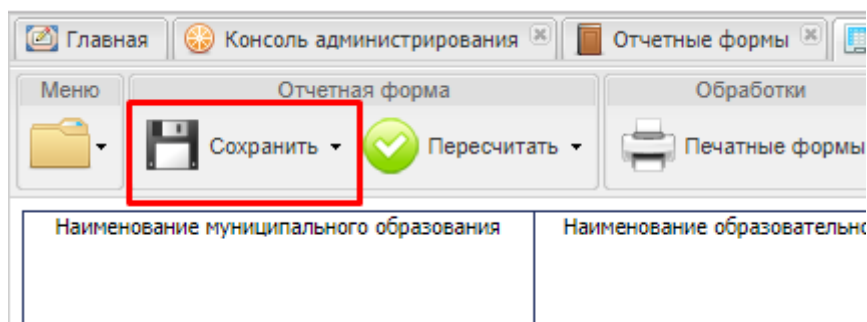 Главная Консоль администрирования Отчетные формы
Меню Отчетная форма Обработки
Сохранить Пересчитать Печатные формы
Наименование муниципального образования Наименование образовательно